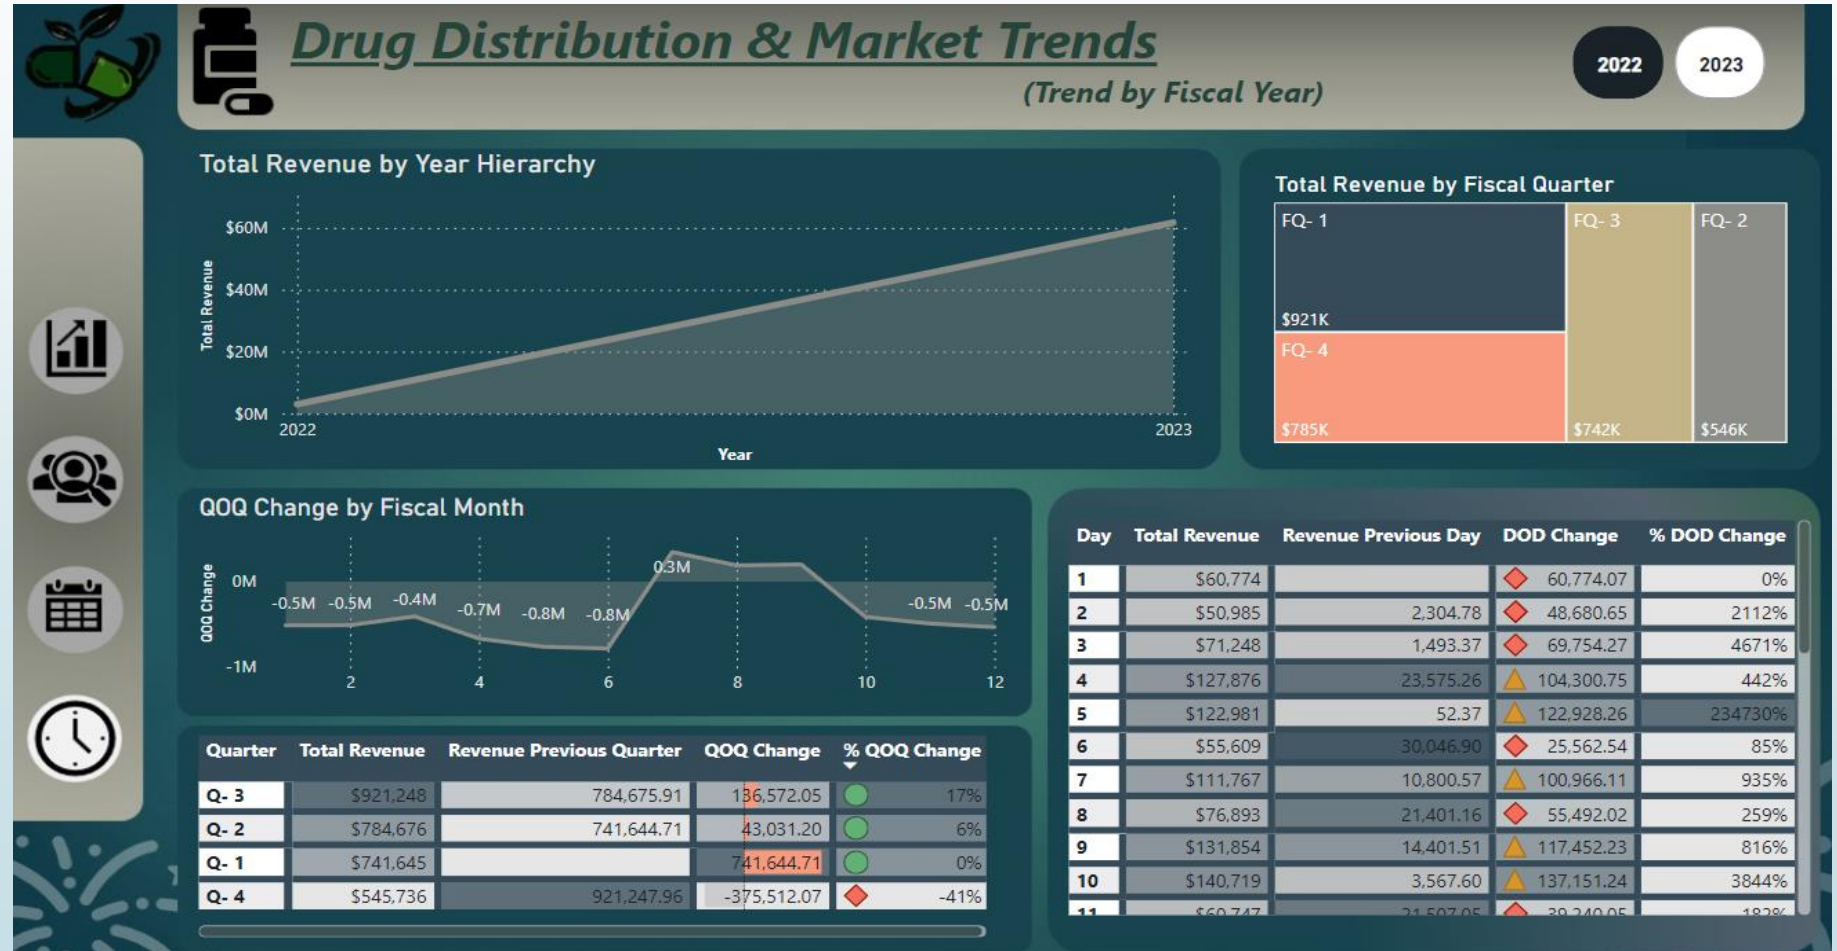 Drug Distribution & Market Trends
(Trend by Fiscal Year)
2022
2023
Total Revenue by Year Hierarchy
Total Revenue
$60M
$40M
$20M
$0M
2022
2023
Year
Total Revenue by Fiscal Quarter
FQ- 1
$921K
FQ- 4
$785K
FQ- 3
$742K
FQ- 2
$546K
QOQ Change by Fiscal Month
QOQ Change
0M
-1M
-0.5M -0.5M -0.4M -0.7M -0.8M -0.8M 0.3M -0.5M -0.5M
2 4 6 8 10 12
Quarter Total Revenue Revenue Previous Quarter QOQ Change % QOQ Change
Q- 3 $921,248 784,675.91 136,572.05 17%
Q- 2 $784,676 741,644.71 43,031.20 6%
Q- 1 $741,645 741,644.71 0%
Q- 4 $545,736 921,247.96 -375,512.07 -41%
Day Total Revenue Revenue Previous Day DOD Change % DOD Change
1 $60,774 60,774.07 0%
2 $50,985 2,304.78 48,680.65 2112%
3 $71,248 1,493.37 69,754.27 4671%
4 $127,876 23,575.26 104,300.75 442%
5 $122,981 52.37 122,928.26 234730%
6 $55,609 30,046.90 25,562.54 85%
7 $111,767 10,800.57 100,966.11 935%
8 $76,893 21,401.16 55,492.02 259%
9 $131,854 14,401.51 117,452.23 816%
10 $140,719 3,567.60 137,151.24 3844%
11 $60,747 21,507.05 39,240.05 182%